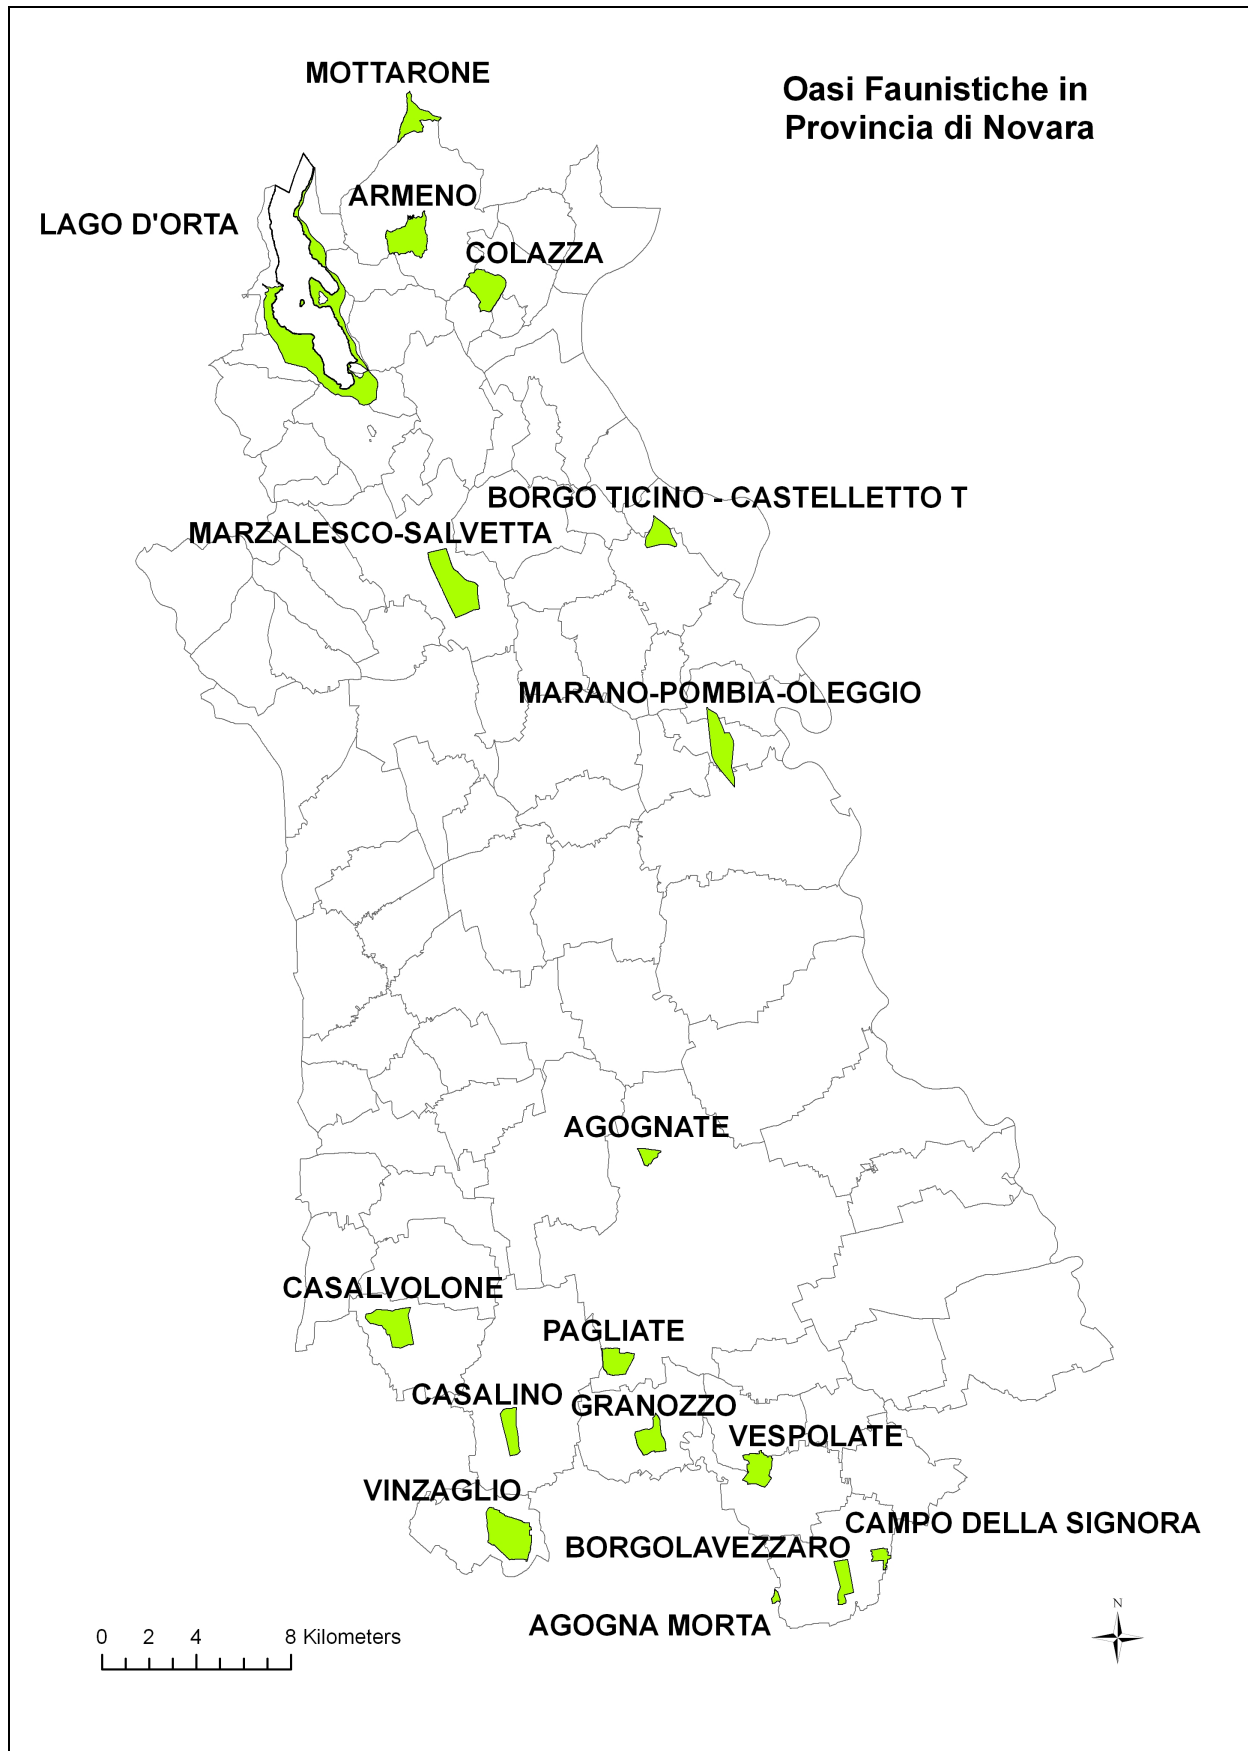 MOTTARONE
Oasi Faunistiche in
Provincia di Novara
ARMENO
LAGO D'ORTA
COLAZZA
BORGO TICINO - CASTELLETTO T
MARZALESCO-SALVETTA
MARANO-POMBIA-OLEGGIO
AGOGNATE
CASALVOLONE
PAGLIATE
CASALINO
GRANOZZO
VESPOLATE
VINZAGLIO
CAMPO DELLA SIGNORA
BORGOLAVEZZARO
AGOGNA MORTA
N
0 2 4 8 Kilometers